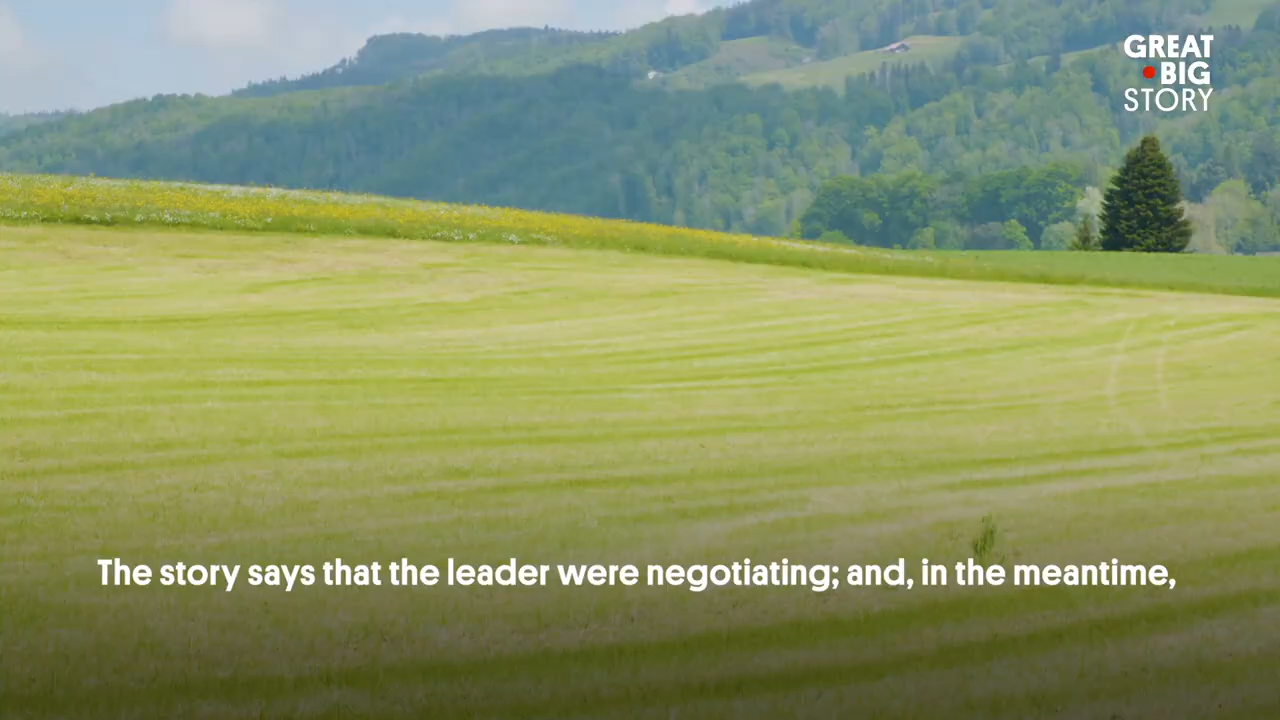 GREAT
BIG
STORY
The story says that the leader were negotiating; and, in the meantime,